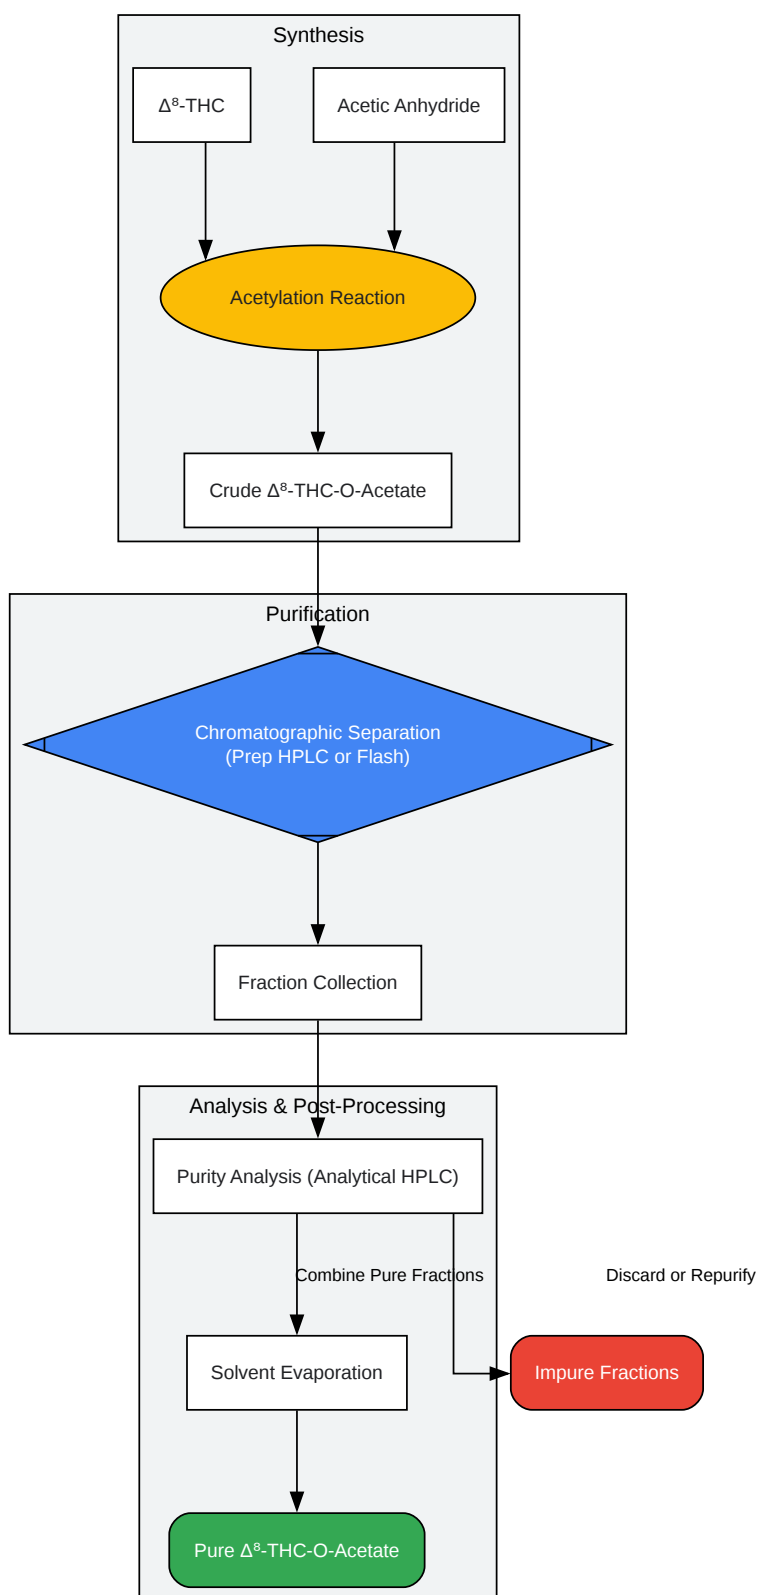 Synthesis
Δ⁸-THC
Acetic Anhydride
Acetylation Reaction
Crude Δ⁸-THC-O-Acetate
Purification
Chromatographic Separation
(Prep HPLC or Flash)
Fraction Collection
Analysis & Post-Processing
Purity Analysis (Analytical HPLC)
Combine Pure Fractions
Discard or Repurify
Solvent Evaporation
Impure Fractions
Pure Δ⁸-THC-O-Acetate